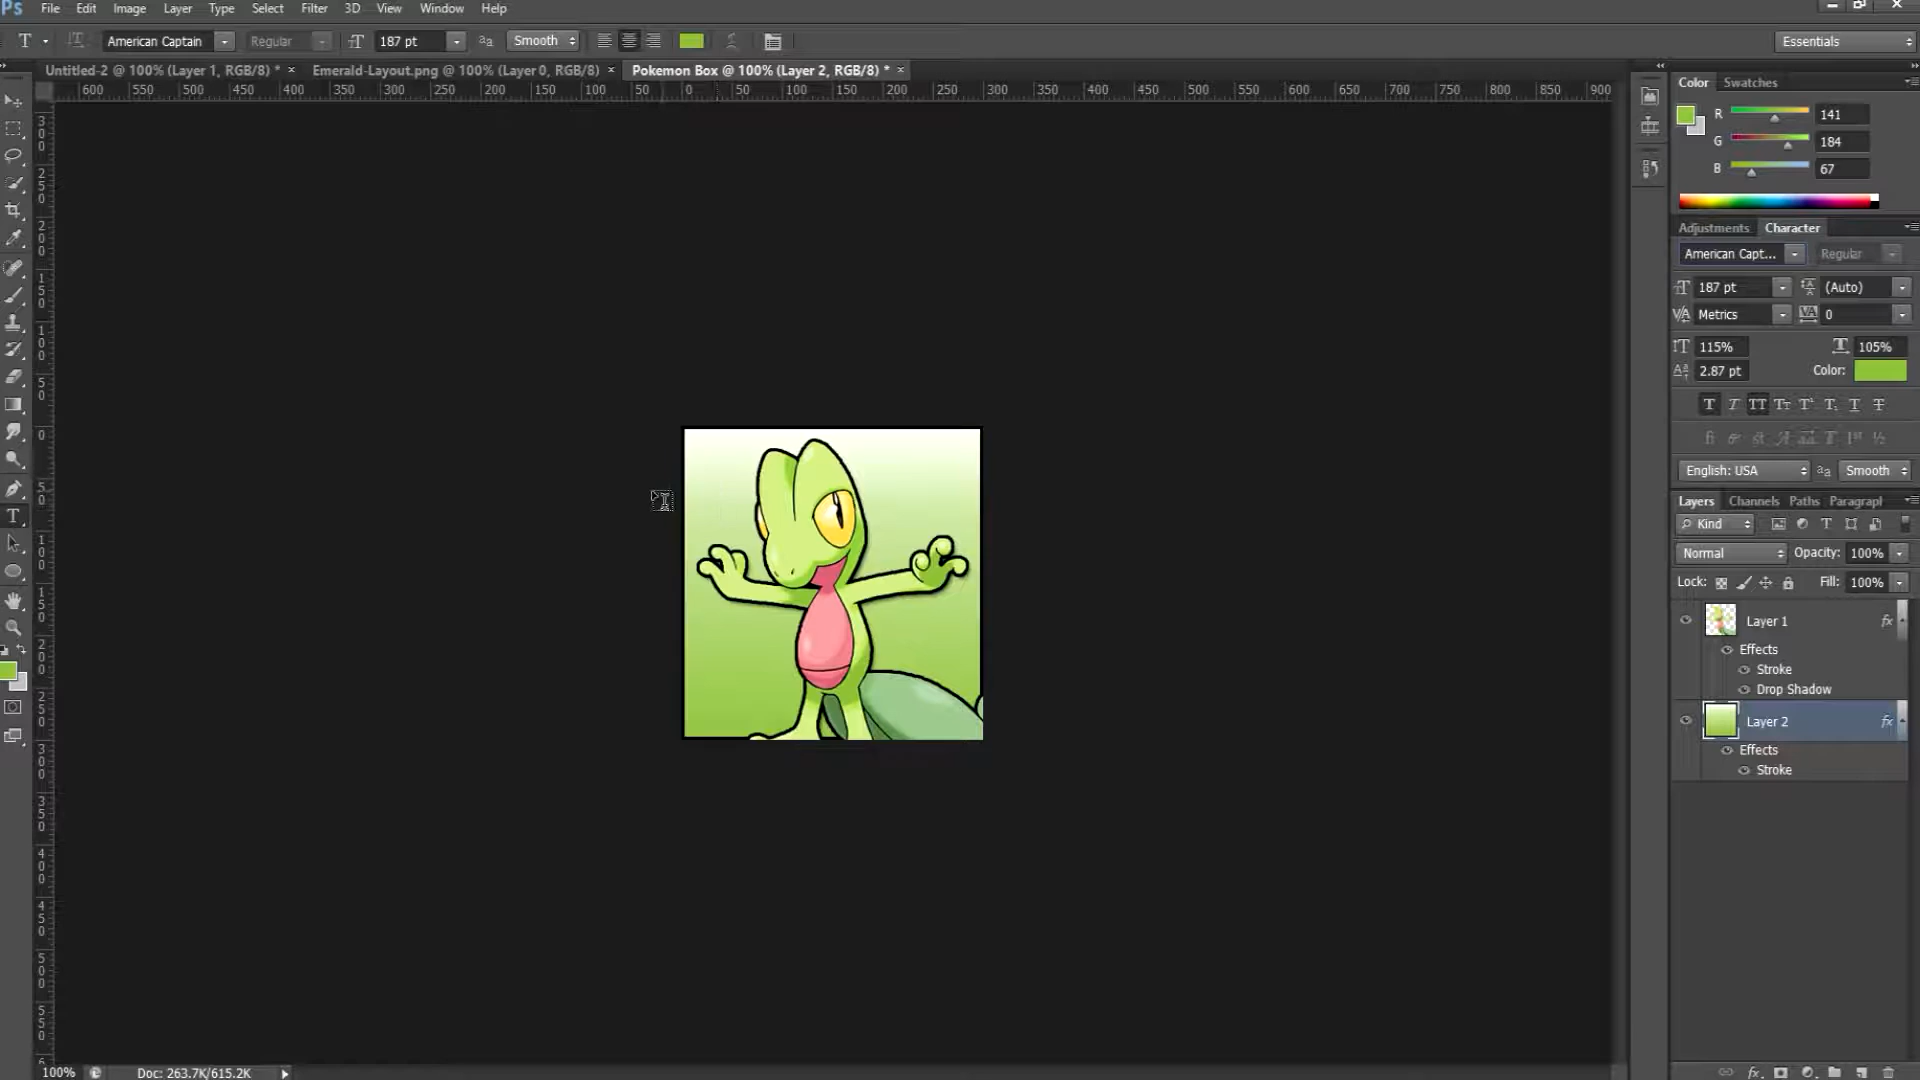 Ps File Edit Image Layer Type Select Filter 3D View Window Help
T American Captain Regular 187 pt aa Smooth Essentials
Untitled-2 @ 100% (Layer 1, RGB/8) * × Emerald-Layout.png @ 100% (Layer 0, RGB/8) × Pokemon Box @ 100% (Layer 2, RGB/8) * ×
600 550 500 450 400 350 300 250 200 150 100 50 0 50 100 150 200 250 300 350 400 450 500 550 600 650 700 750 800 850 900
Color Swatches
R 141
G 184
B 67
Adjustments Character
American Capt... Regular
187 pt (Auto)
Metrics 0
115% 105%
2.87 pt Color:
English: USA aa Smooth
Layers Channels Paths Paragrapl
Kind
Normal Opacity: 100%
Lock: Fill: 100%
Layer 1 fx
Effects
Stroke
Drop Shadow
Layer 2 fx
Effects
Stroke
100% Doc: 263.7K/615.2K